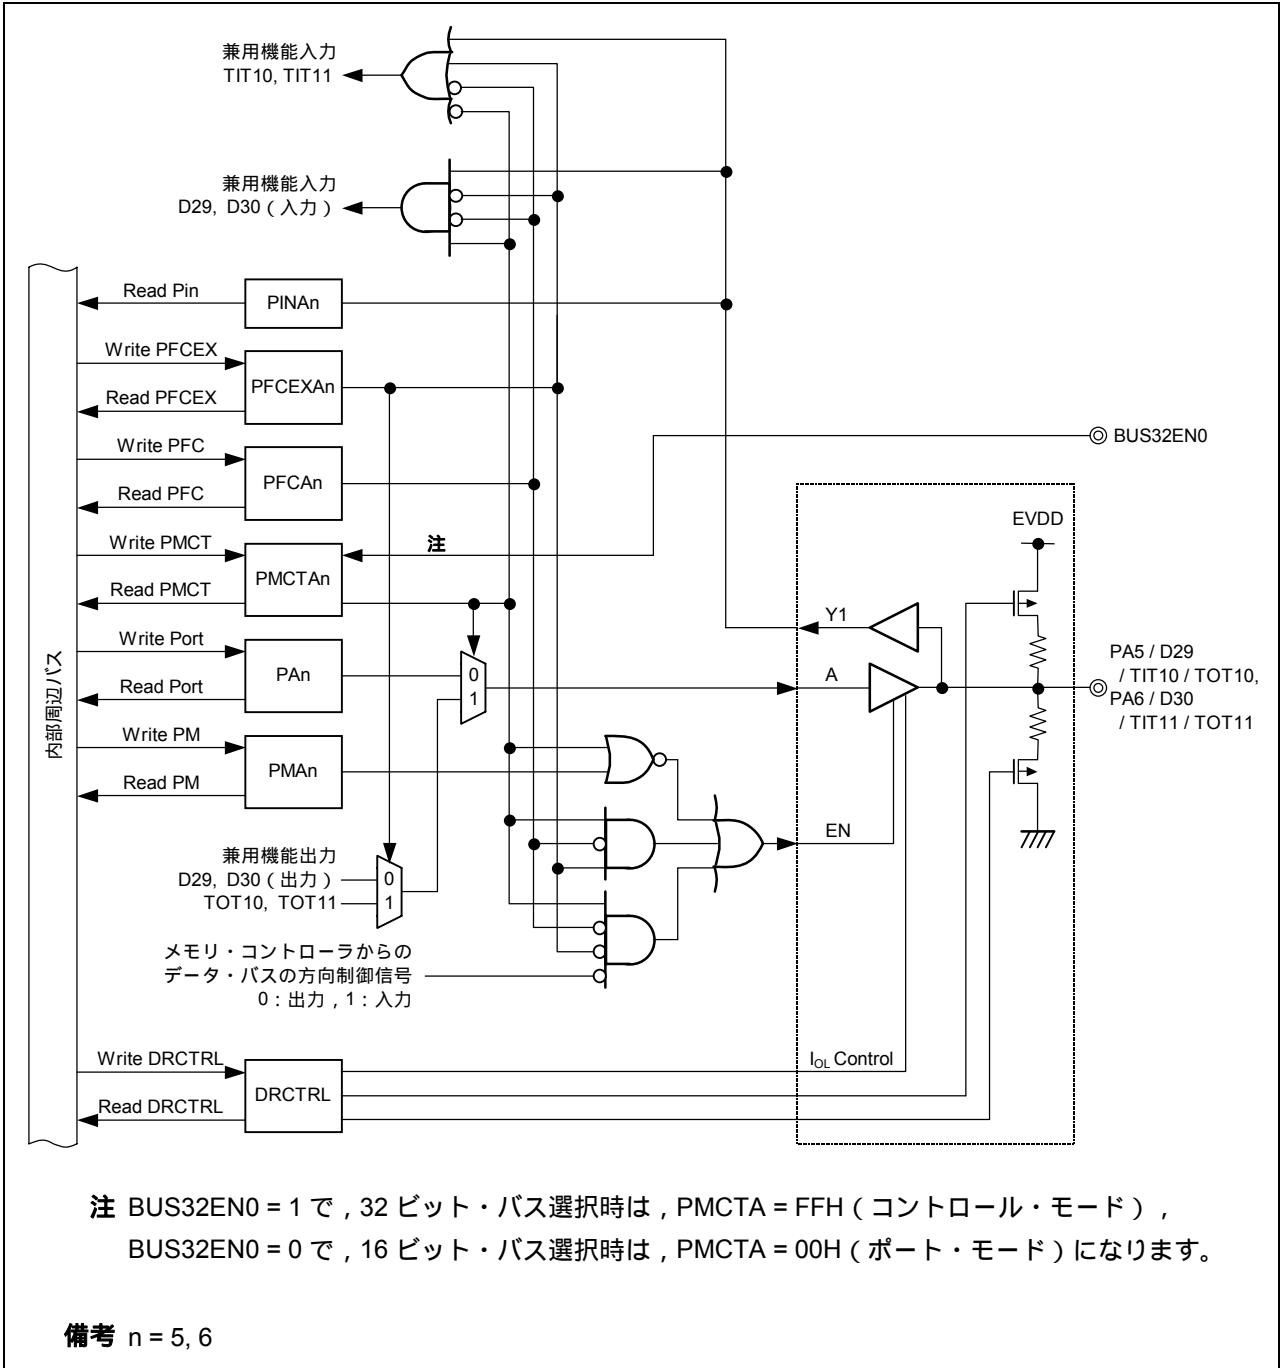 兼用機能入力
TIT10, TIT11
兼用機能入力
D29, D30（入力）
Read Pin
PINAn
Write PFCEX
PFCEXAn
Read PFCEX
BUS32EN0
Write PFC
PFCAn
Read PFC
EVDD
Write PMCT
注
PMCTAn
Read PMCT
Y1
Write Port
PAn
0
1
A
PA5 / D29
/ TIT10 / TOT10,
PA6 / D30
/ TIT11 / TOT11
Read Port
内部周辺バス
Write PM
PMAn
Read PM
EN
兼用機能出力
D29, D30（出力）
TOT10, TOT11
0
1
メモリ・コントローラからの
データ・バスの方向制御信号
0：出力，1：入力
Write DRCTRL
IOL Control
DRCTRL
Read DRCTRL
注 BUS32EN0 = 1 で，32 ビット・バス選択時は，PMCTA = FFH（コントロール・モード），
BUS32EN0 = 0 で，16 ビット・バス選択時は，PMCTA = 00H（ポート・モード）になります。
備考 n = 5, 6